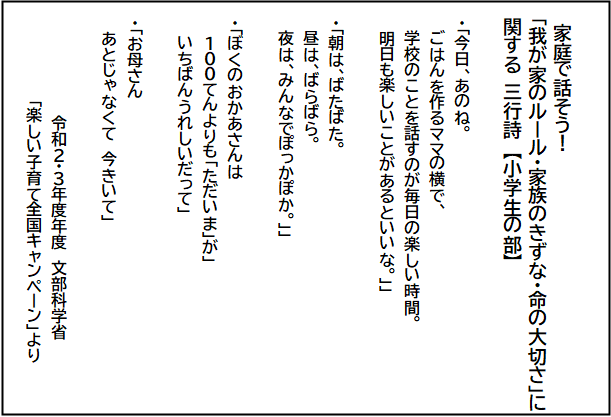 家庭で話そう!
「我が家のルール・家族のきずな・命の大切さ」に
関する 三行詩 【小学生の部】
・「今日、あのね。
ごはんを作るママの横で、
学校のことを話すのが毎日の楽しい時間。
明日も楽しいことがあるといいな。」」
・「朝は、ばたばた。
昼は、ばらばら。
夜は、みんなでぽっかぽか。」」
・「ぼくのおかあさんは
100てんよりも「ただいま」が」
いちばんうれしいだって」
・「お母さん
あとじゃなくて 今きいて」
令和2・3年度年度 文部科学省
「楽しい子育て全国キャンペーン」より